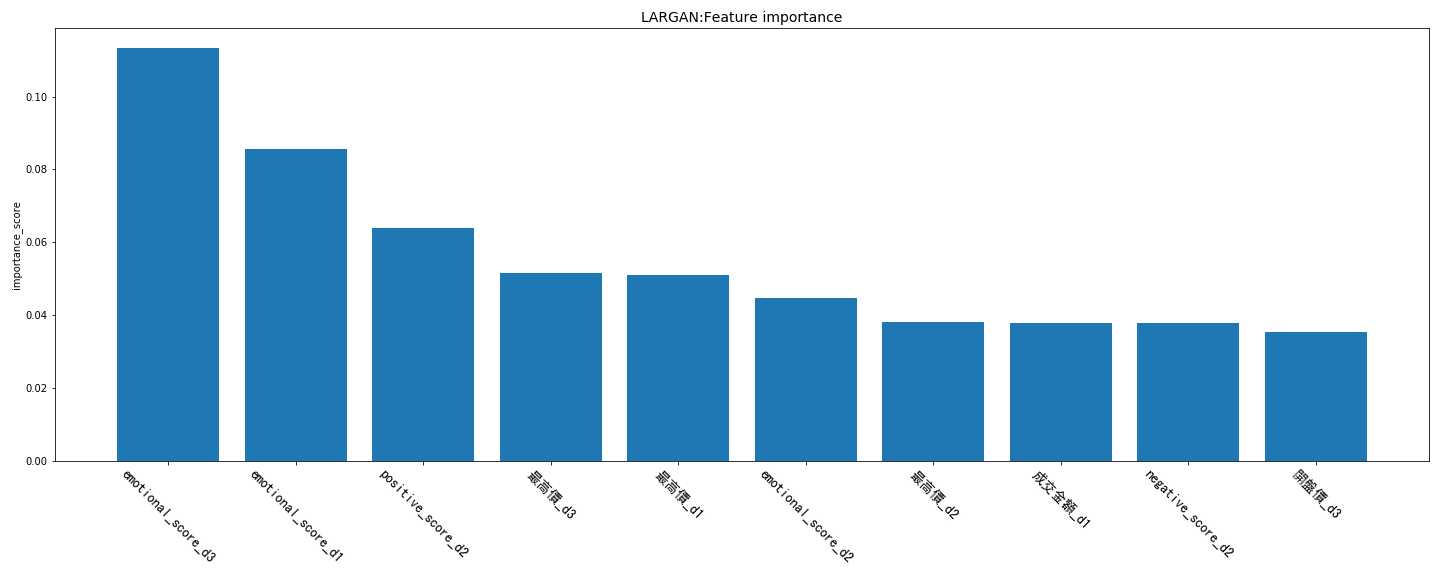 LARGAN:Feature importance
importance_score
0.10
0.08
0.06
0.04
0.02
0.00
emotional_score_d3
emotional_score_d1
positive_score_d2
最高價_d3
最高價_d1
emotional_score_d2
最高價_d2
成交金額_d1
negative_score_d2
開盤價_d3